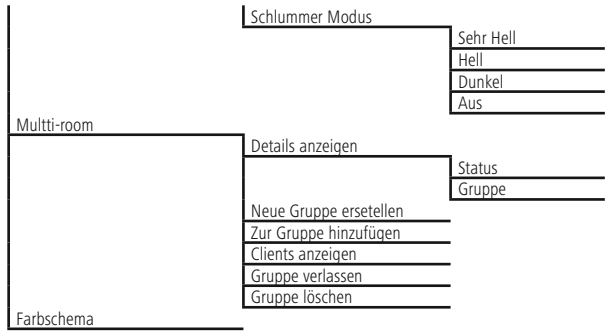 Schlummer Modus
Sehr Hell
Hell
Dunkel
Aus
Multti-room
Details anzeigen
Status
Gruppe
Neue Gruppe ersetellen
Zur Gruppe hinzufügen
Clients anzeigen
Gruppe verlassen
Gruppe löschen
Farbschema